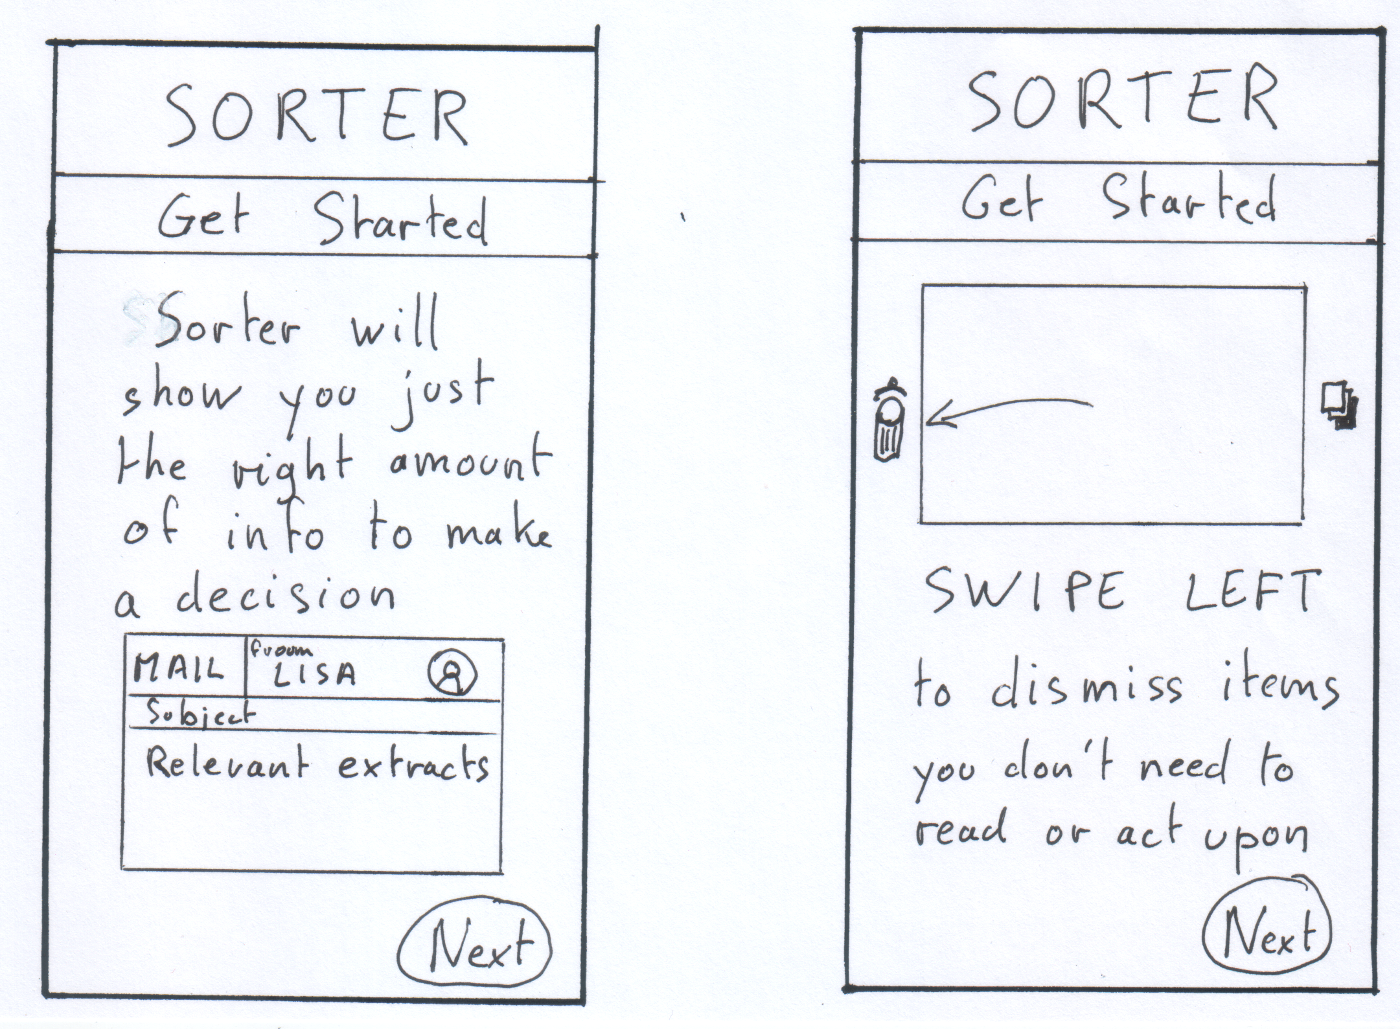 SORTER
Get Started
Sorter will
show you just
the right amount
of info to make
a decision
MAIL
from
LISA
Subject
Relevant extracts
Next
SORTER
Get Started
SWIPE LEFT
to dismiss items
you don't need to
read or act upon
Next